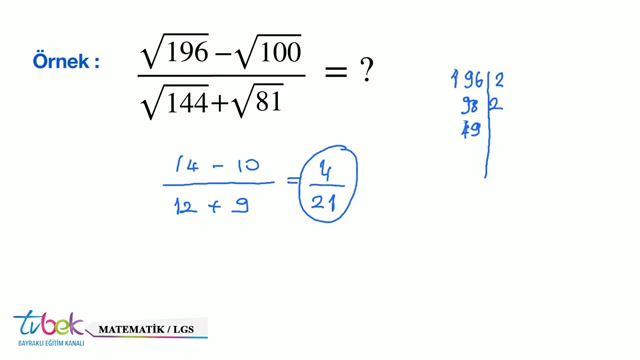 Örnek :
√196 − √100
√144 + √81
= ?
196 | 2
98 | 2
49
14 − 10
12 + 9
= 4
21
tvbek
BAYRAKLI EĞİTİM KANALI
MATEMATİK / LGS